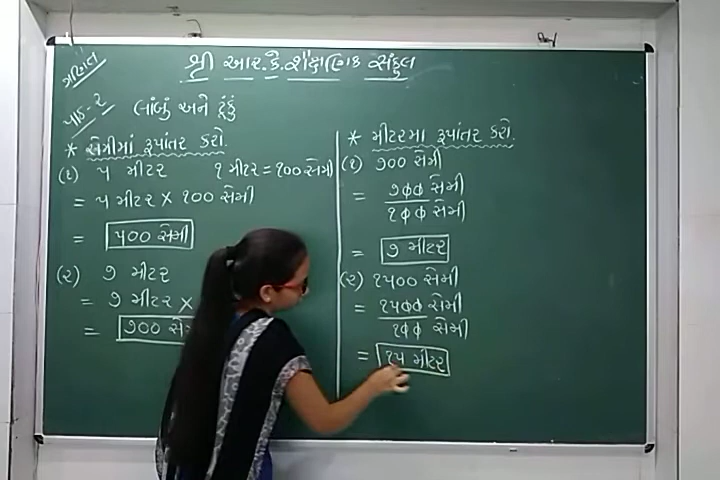 શ્રી આર.કે.શૈક્ષણિક સંકુલ
ગણિત
પાઠ-૨
લાંબું અને ટૂંકું
* સેમીમાં રૂપાંતર કરો.
(૧) ૫ મીટર ૧ મીટર = ૧૦૦ સેમી
= ૫ મીટર × ૧૦૦ સેમી
= ૫૦૦ સેમી
(૨) ૭ મીટર
= ૭ મીટર ×
= ૭૦૦
* મીટરમા રૂપાંતર કરો.
(૧) ૭૦૦ સેમી
= ૭૦૦ સેમી
૧૦૦ સેમી
= ૭ મીટર
(૨) ૧૫૦૦ સેમી
= ૧૫૦૦ સેમી
૧૦૦ સેમી
= ૧૫ મીટર